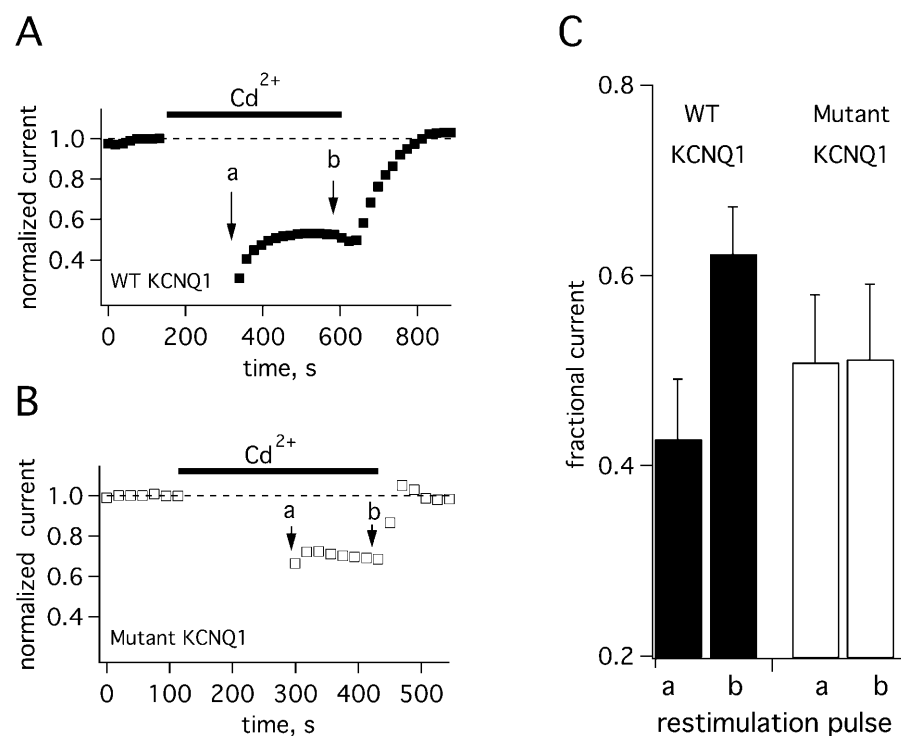 A
Cd2+
normalized current
1.0
0.8
0.6
0.4
a
b
WT KCNQ1
0 200 400 600 800
time, s
B
Cd2+
normalized current
1.0
0.8
0.6
0.4
a
b
Mutant KCNQ1
0 100 200 300 400 500
time, s
C
fractional current
0.8
0.6
0.4
0.2
WT
KCNQ1
Mutant
KCNQ1
a b a b
restimulation pulse